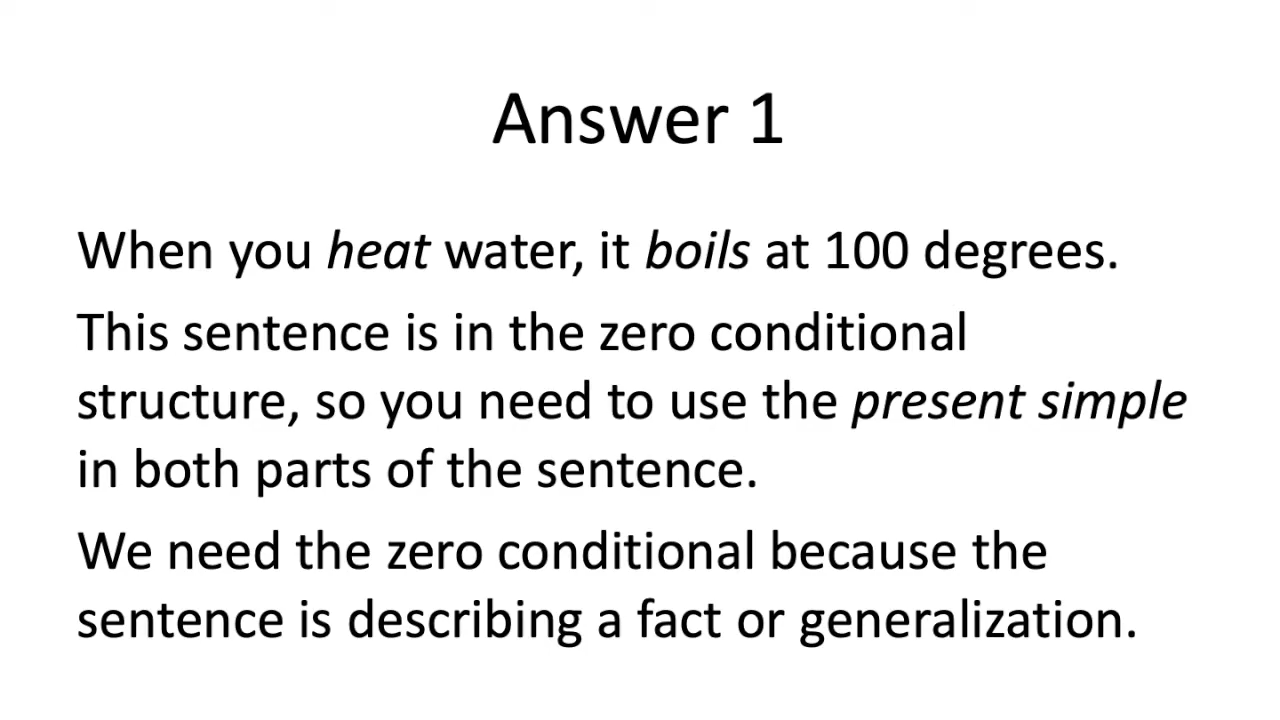 Answer 1
When you heat water, it boils at 100 degrees.
This sentence is in the zero conditional
structure, so you need to use the present simple
in both parts of the sentence.
We need the zero conditional because the
sentence is describing a fact or generalization.